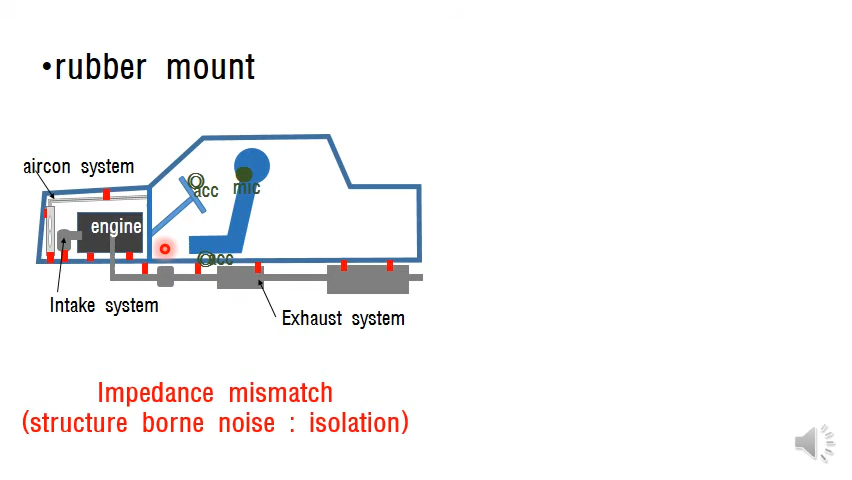 •rubber mount
aircon system
acc
mic
engine
acc
Intake system
Exhaust system
Impedance mismatch
(structure borne noise : isolation)